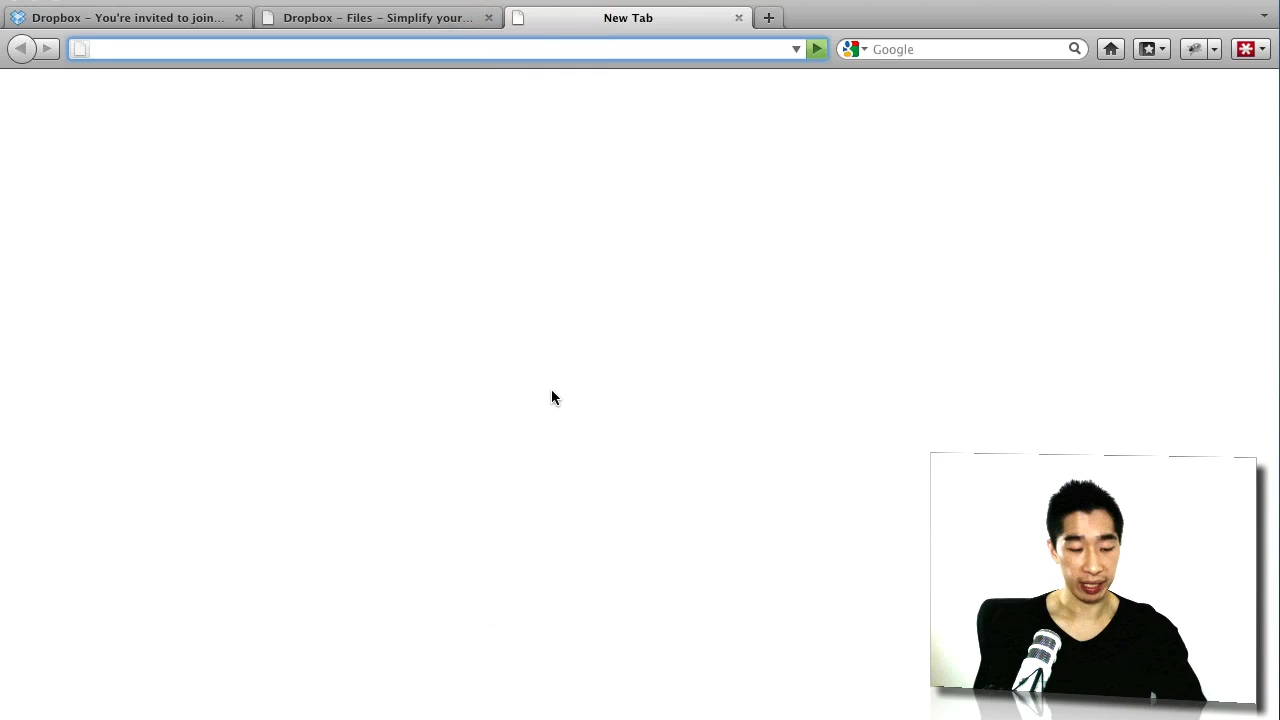 Dropbox – You're invited to join...
Dropbox – Files – Simplify your...
New Tab
Google